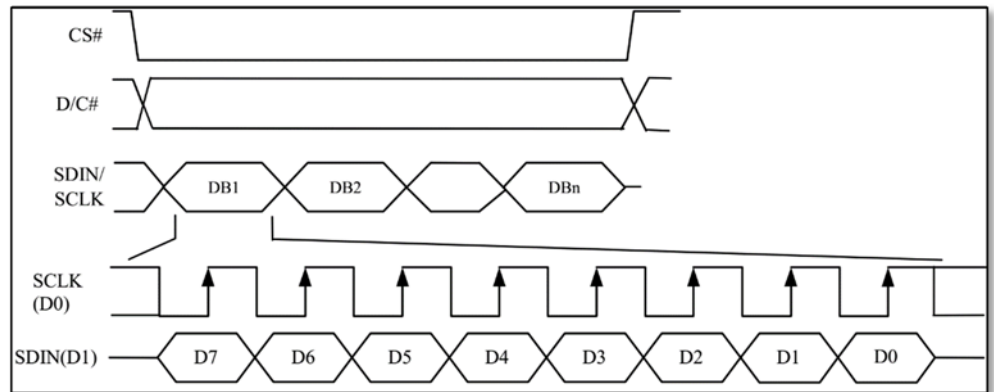 CS#
D/C#
SDIN/
SCLK
DB1 DB2 DBn
SCLK
(D0)
SDIN(D1) D7 D6 D5 D4 D3 D2 D1 D0